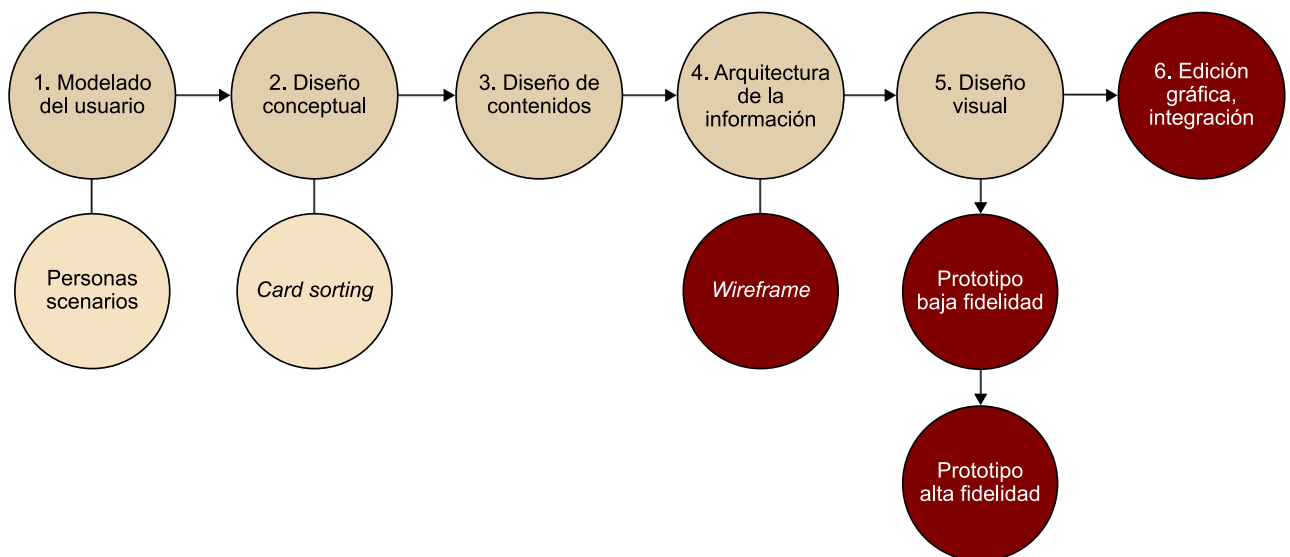 1. Modelado
del usuario
2. Diseño
conceptual
3. Diseño de
contenidos
4. Arquitectura
de la
información
5. Diseño
visual
6. Edición
gráfica,
integración
Personas
scenarios
Card sorting
Wireframe
Prototipo
baja fidelidad
Prototipo
alta fidelidad